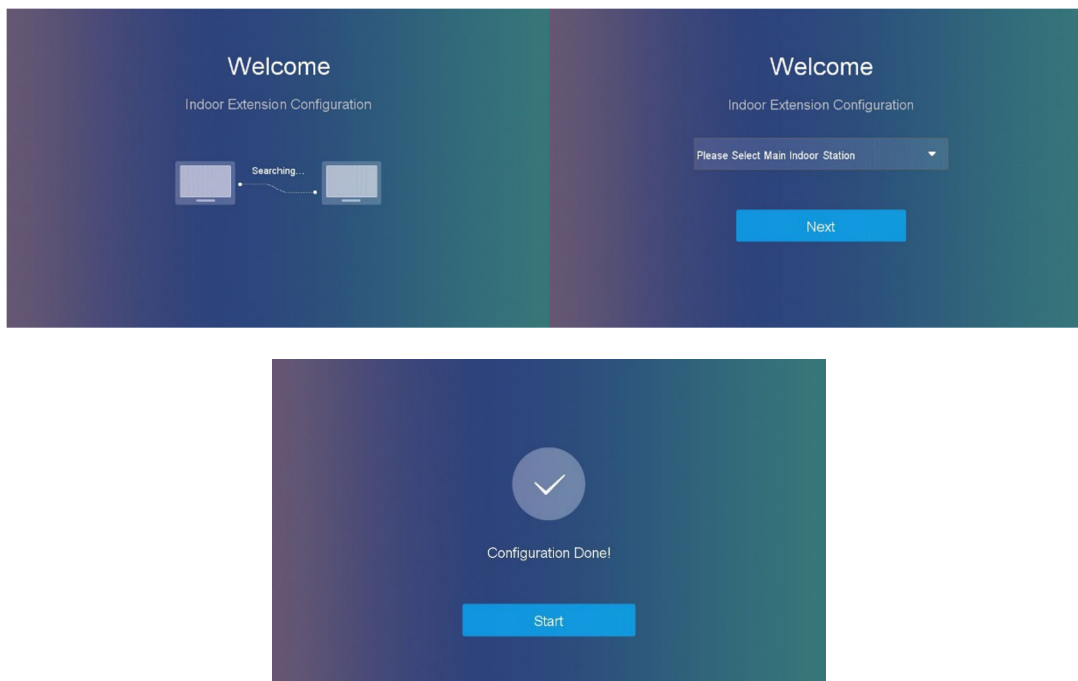 Welcome
Indoor Extension Configuration
Searching...
Welcome
Indoor Extension Configuration
Please Select Main Indoor Station
Next
Configuration Done!
Start